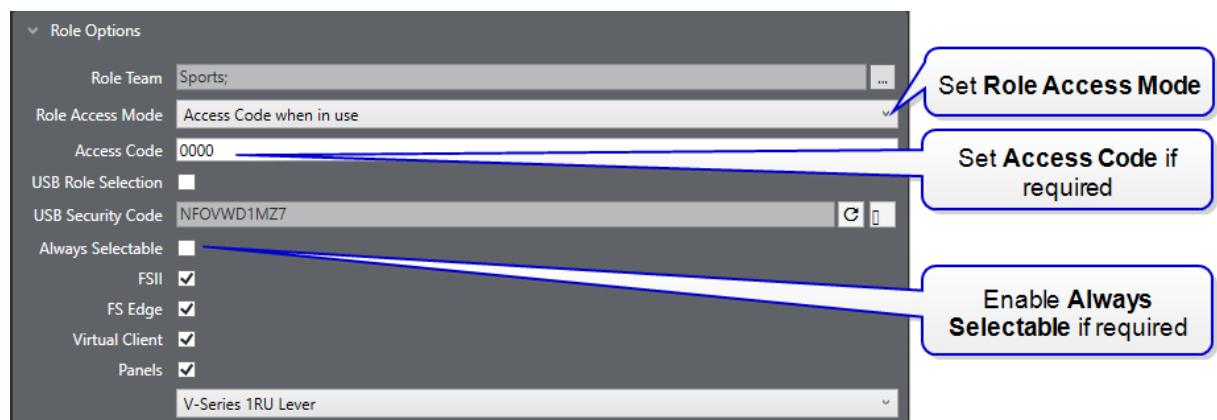 Role Options
Role Team Sports; ...
Set Role Access Mode
Role Access Mode Access Code when in use
Access Code 0000
Set Access Code if
required
USB Role Selection
USB Security Code NFOVWD1MZ7
Always Selectable
FSII
FS Edge
Enable Always
Selectable if required
Virtual Client
Panels
V-Series 1RU Lever